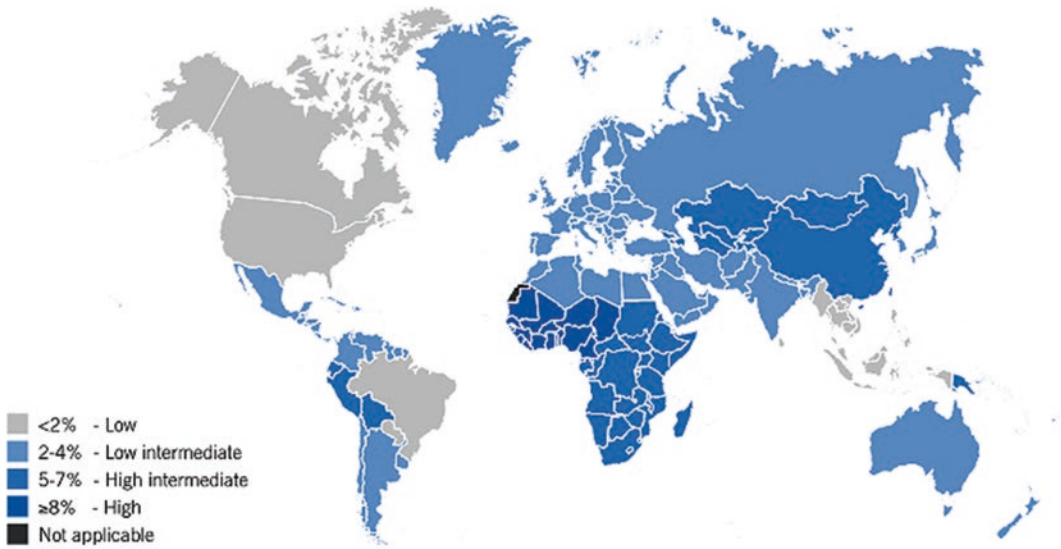 <2% - Low
2-4% - Low intermediate
5-7% - High intermediate
≥8% - High
Not applicable